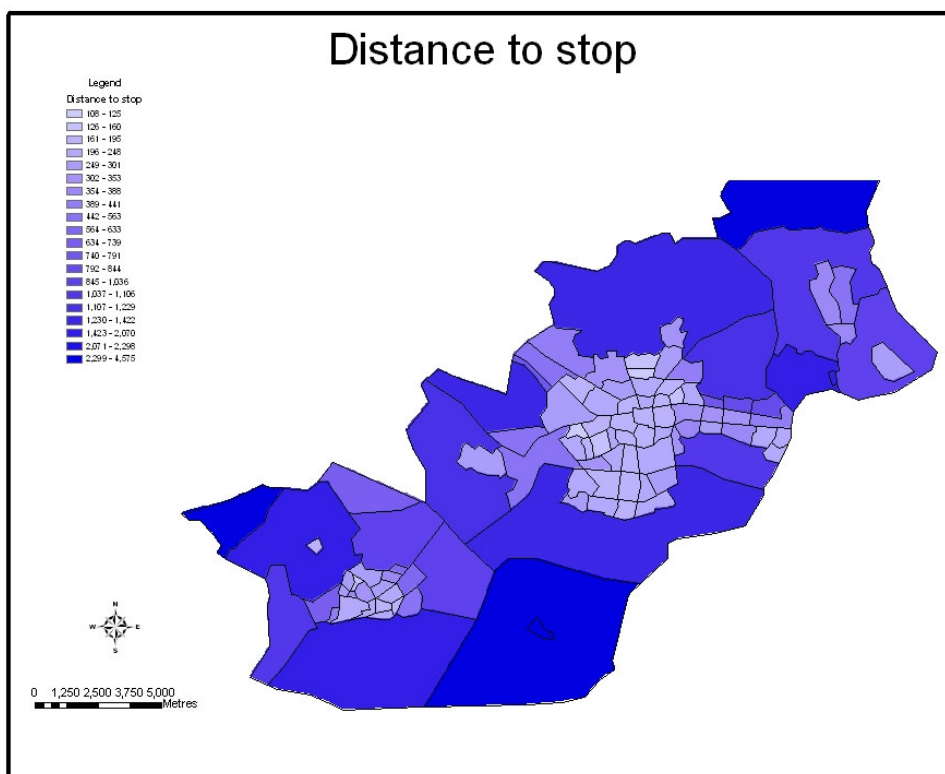 Distance to stop
Legend
Distance to stop
108 - 125
126 - 160
161 - 195
196 - 248
249 - 301
302 - 353
354 - 388
389 - 441
442 - 563
564 - 633
634 - 739
740 - 791
792 - 844
845 - 1,036
1,037 - 1,106
1,107 - 1,229
1,230 - 1,422
1,423 - 2,070
2,071 - 2,298
2,299 - 4,575
N
W E
S
0 1,250 2,500 3,750 5,000
Metres